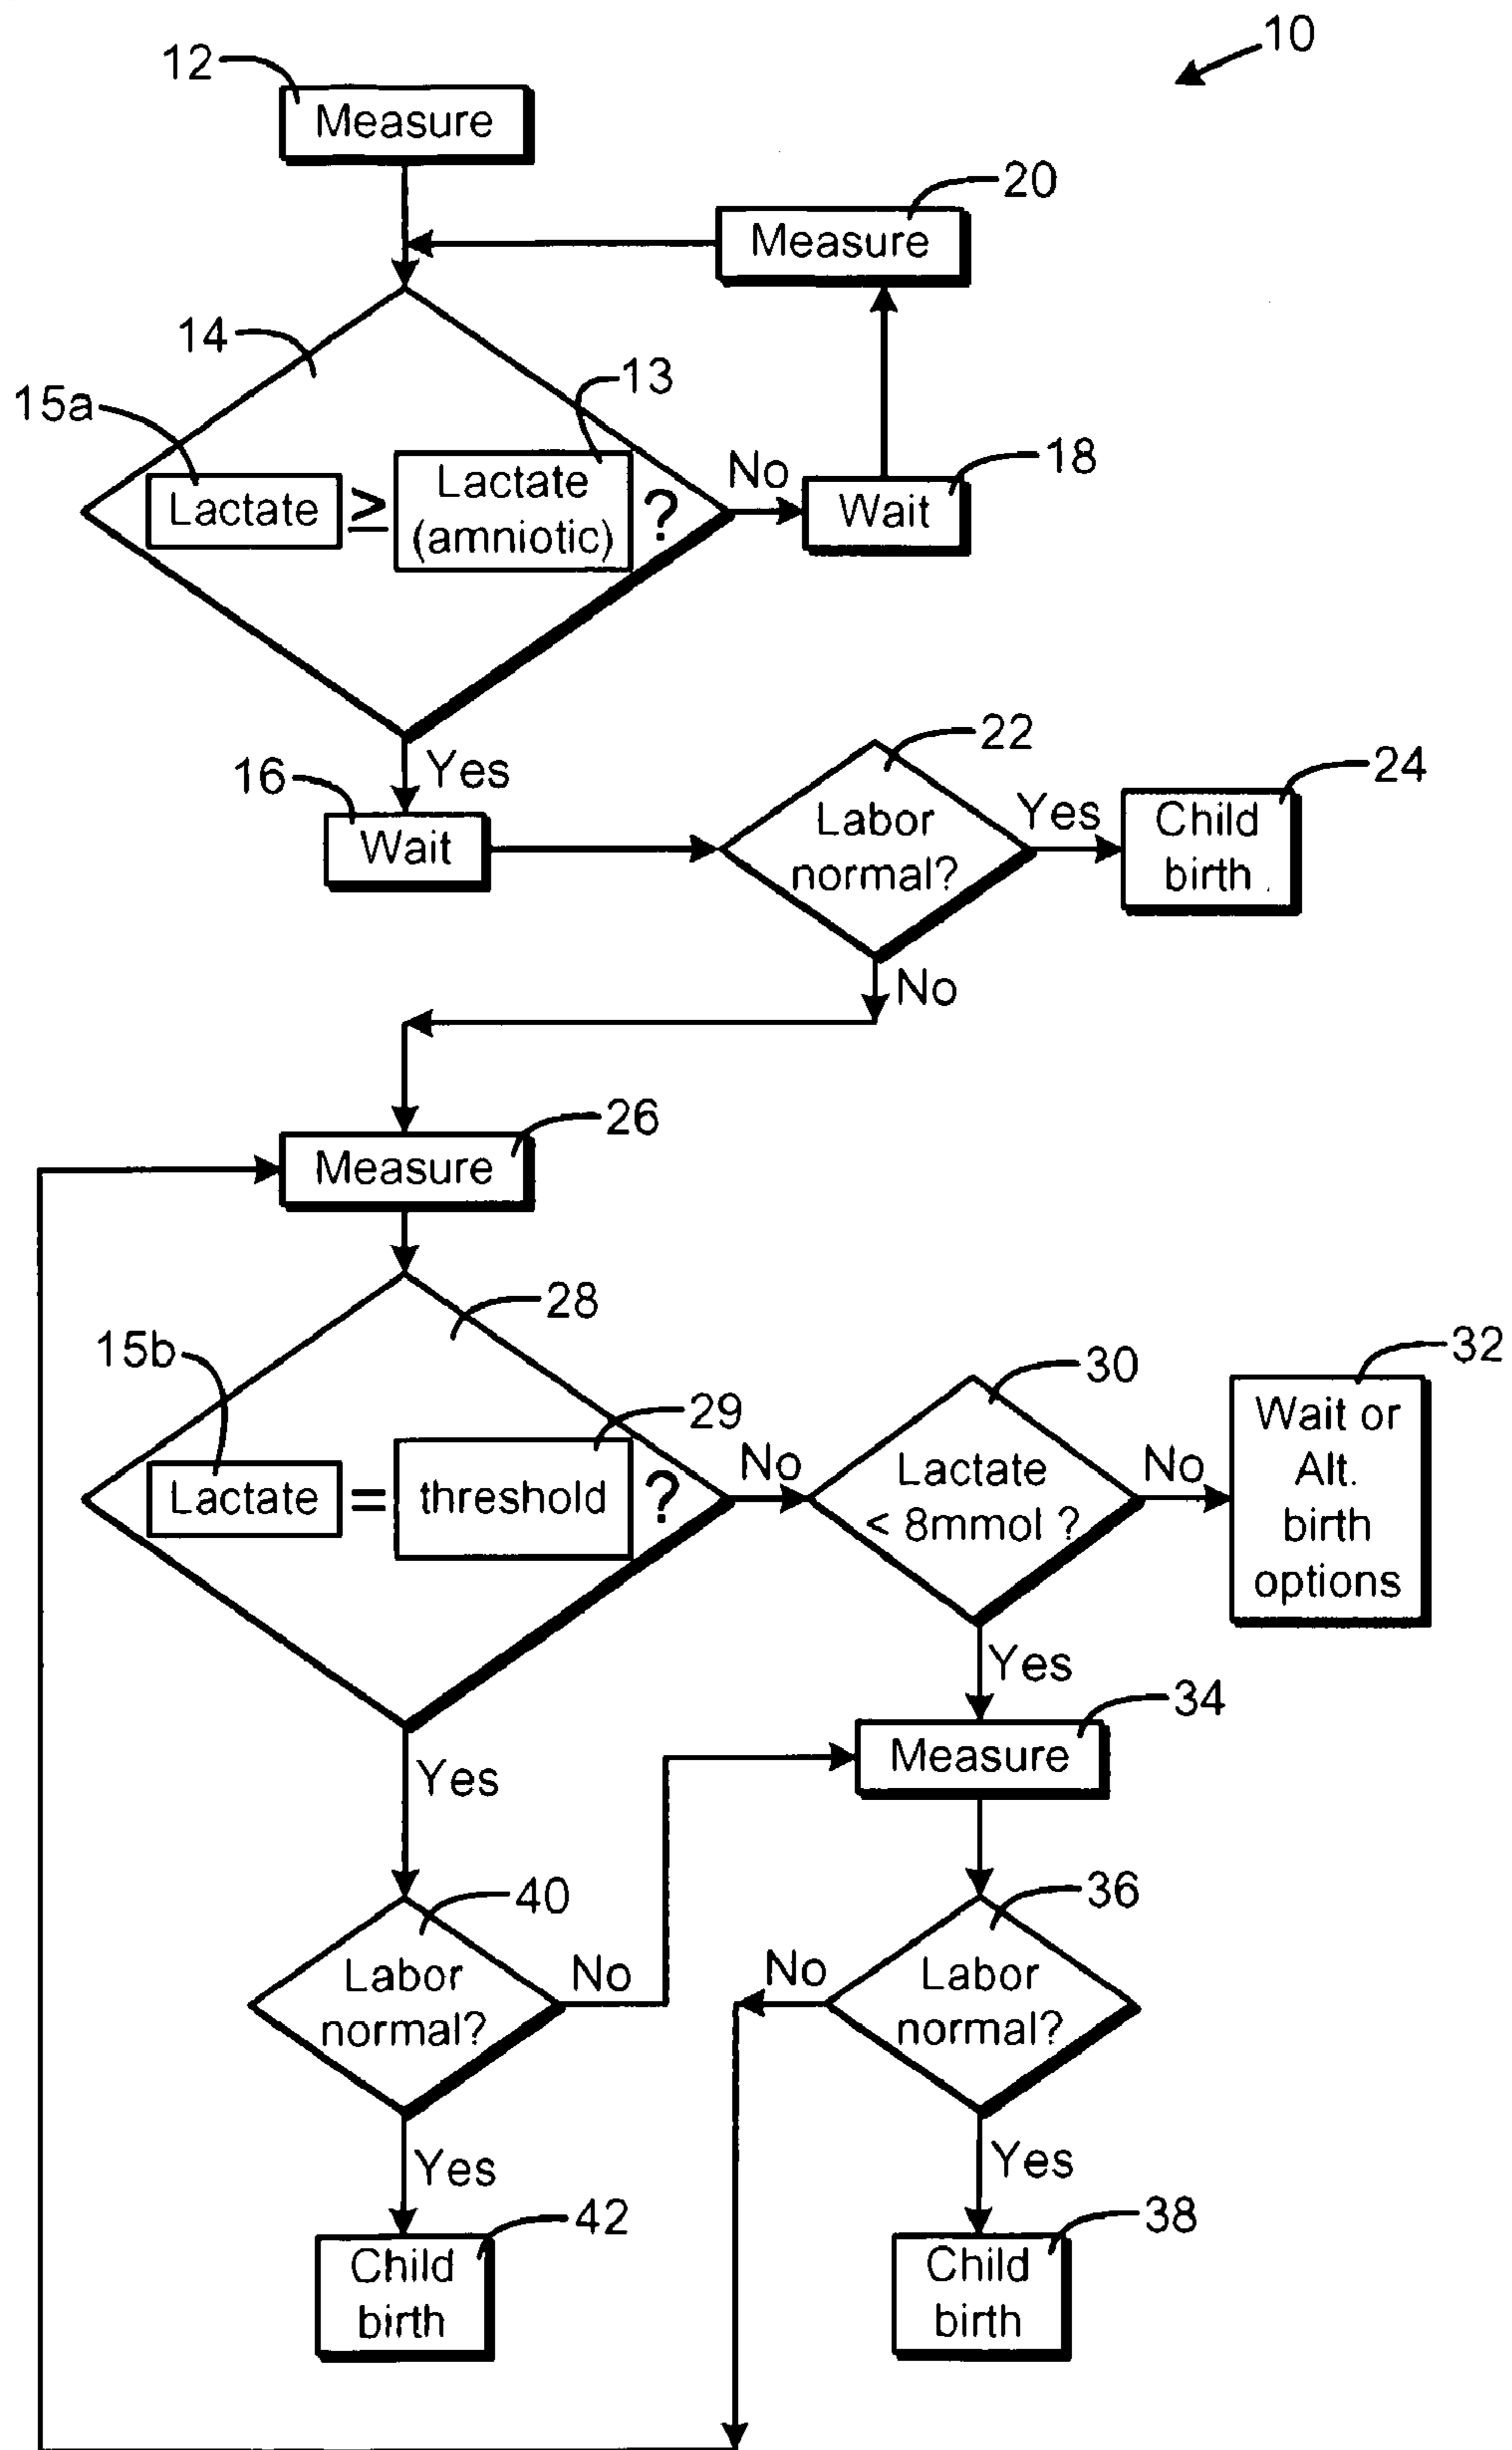 10
12
Measure
20
Measure
14
13
15a
Lactate ≥ Lactate (amniotic) ?
No
18
Wait
Yes
16
Wait
22
Labor
normal?
Yes
24
Child
birth
No
26
Measure
28
15b
29
Lactate = threshold ?
No
30
Lactate
< 8mmol ?
No
32
Wait or
Alt.
birth
options
Yes
34
Measure
Yes
40
Labor
normal?
No
36
Labor
normal?
No
Yes
42
Child
birth
Yes
38
Child
birth